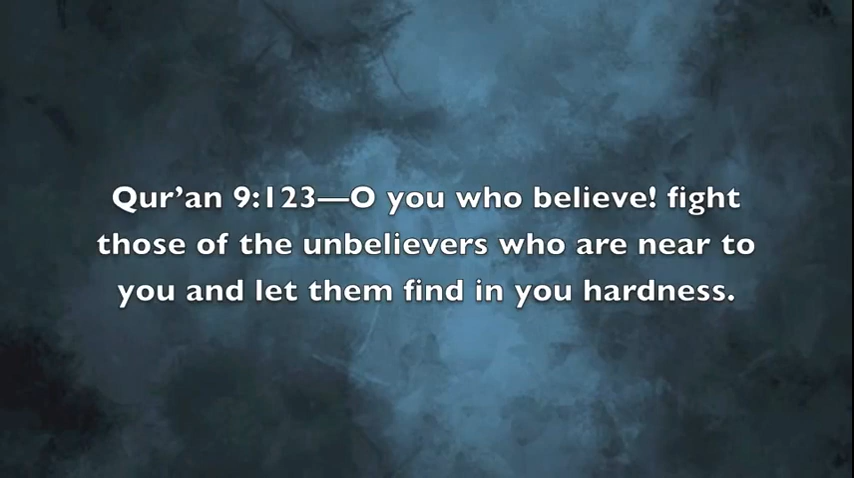 Qur’an 9:123—O you who believe! fight
those of the unbelievers who are near to
you and let them find in you hardness.